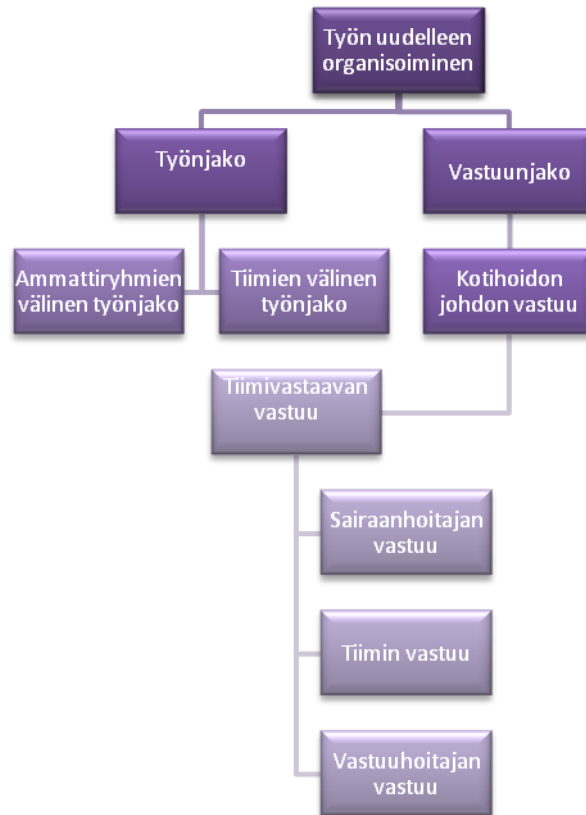 Työn uudelleen
organisoiminen
Työnjako
Vastuunjako
Ammattiryhmien
välinen työnjako
Tiimien välinen
työnjako
Kotihoidon
johdon vastuu
Tiimivastaavan
vastuu
Sairaanhoitajan
vastuu
Tiimin vastuu
Vastuuhoitajan
vastuu